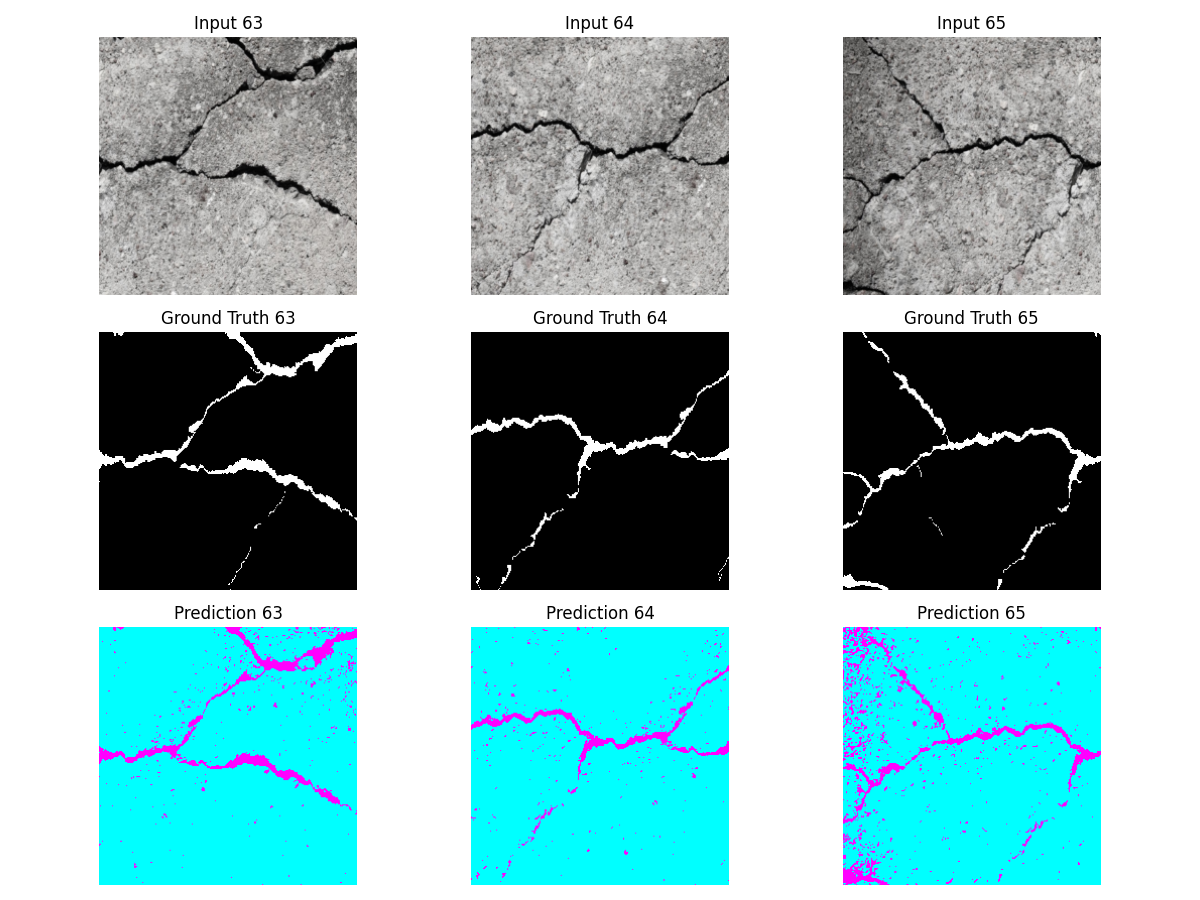 Input 63
Input 64
Input 65
Ground Truth 63
Ground Truth 64
Ground Truth 65
Prediction 63
Prediction 64
Prediction 65